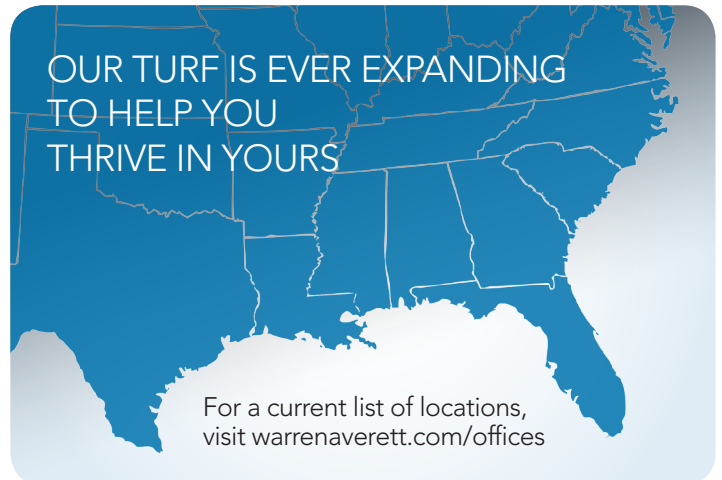 OUR TURF IS EVER EXPANDING
TO HELP YOU
THRIVE IN YOURS
For a current list of locations,
visit warrenaverett.com/offices